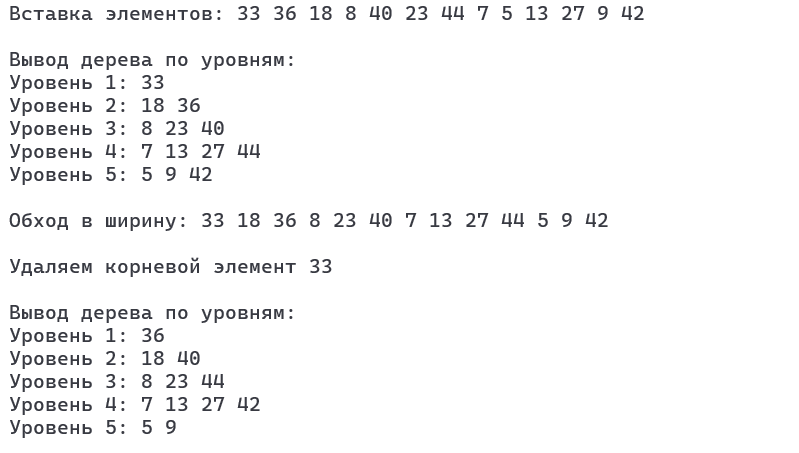 Вставка элементов: 33 36 18 8 40 23 44 7 5 13 27 9 42
Вывод дерева по уровням:
Уровень 1: 33
Уровень 2: 18 36
Уровень 3: 8 23 40
Уровень 4: 7 13 27 44
Уровень 5: 5 9 42
Обход в ширину: 33 18 36 8 23 40 7 13 27 44 5 9 42
Удаляем корневой элемент 33
Вывод дерева по уровням:
Уровень 1: 36
Уровень 2: 18 40
Уровень 3: 8 23 44
Уровень 4: 7 13 27 42
Уровень 5: 5 9